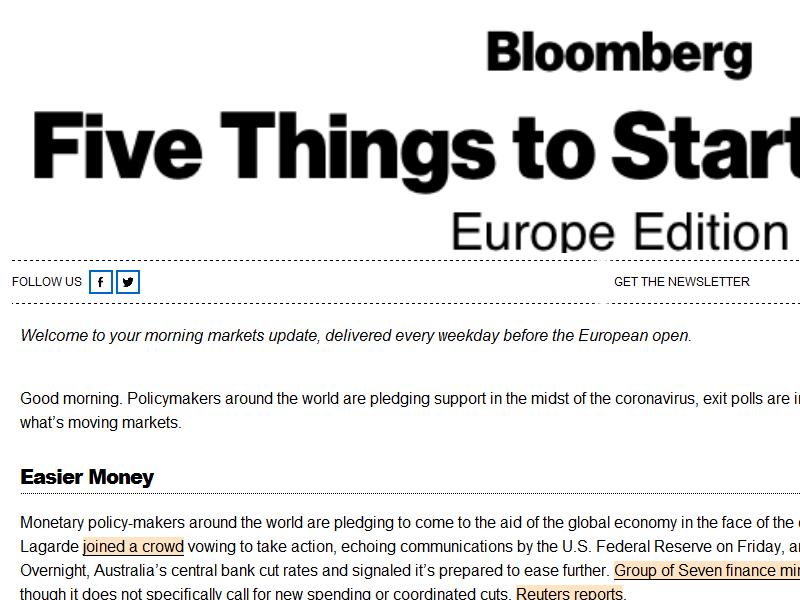 Bloomberg
Five Things to Start
Europe Edition
FOLLOW US GET THE NEWSLETTER
Welcome to your morning markets update, delivered every weekday before the European open.
Good morning. Policymakers around the world are pledging support in the midst of the coronavirus, exit polls are
what's moving markets.
Easier Money
Monetary policy-makers around the world are pledging to come to the aid of the global economy in the face of the
Lagarde joined a crowd vowing to take action, echoing communications by the U.S. Federal Reserve on Friday,
Overnight, Australia's central bank cut rates and signaled it's prepared to ease further. Group of Seven finance
though it does not specifically call for new spending or coordinated cuts, Reuters reports.